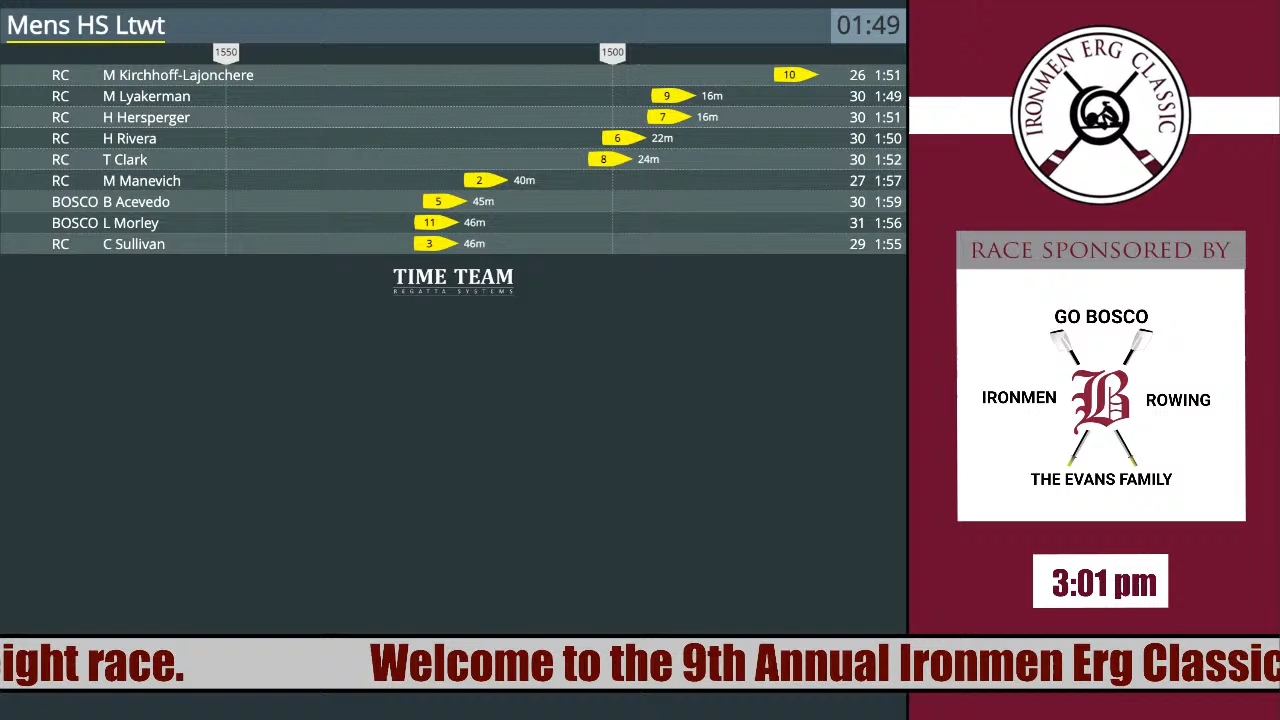 Mens HS Ltwt 01:49
1550 1500
RC M Kirchhoff-Lajonchere 10 26 1:51
RC M Lyakerman 9 16m 30 1:49
RC H Hersperger 7 16m 30 1:51
RC H Rivera 6 22m 30 1:50
RC T Clark 8 24m 30 1:52
RC M Manevich 2 40m 27 1:57
BOSCO B Acevedo 5 45m 30 1:59
BOSCO L Morley 11 46m 31 1:56
RC C Sullivan 3 46m 29 1:55
TIME TEAM
REGATTA SYSTEMS
IRONMEN ERG CLASSIC
RACE SPONSORED BY
GO BOSCO
IRONMEN B ROWING
THE EVANS FAMILY
3:01 pm
ight race. Welcome to the 9th Annual Ironmen Erg Classic